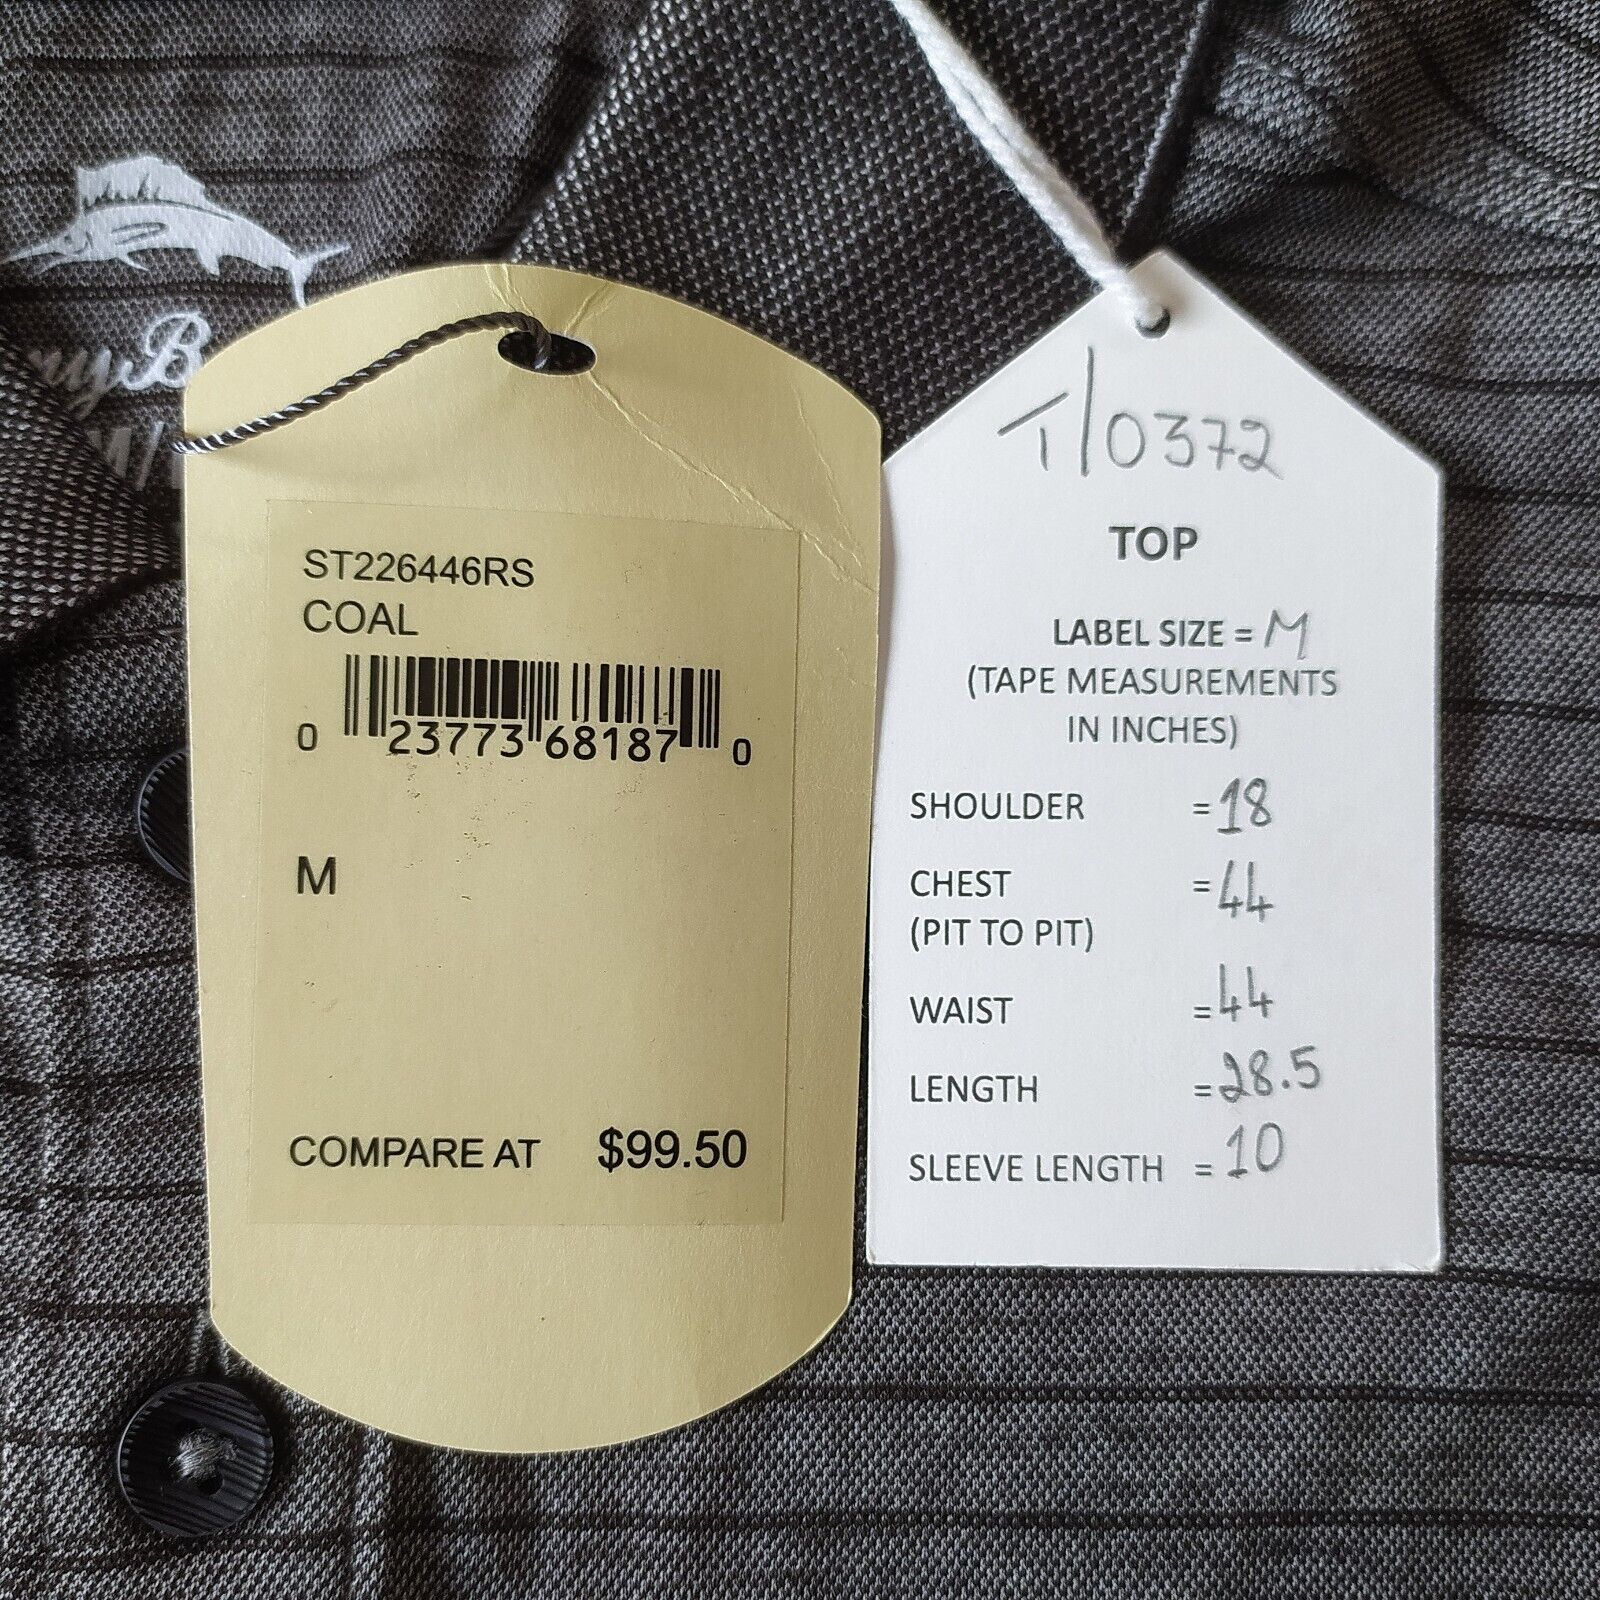 ST226446RS
COAL
0 23773 68187 0
M
COMPARE AT $99.50
T/0372
TOP
LABEL SIZE = M
(TAPE MEASUREMENTS
IN INCHES)
SHOULDER = 18
CHEST = 44
(PIT TO PIT)
WAIST = 44
LENGTH = 28.5
SLEEVE LENGTH = 10